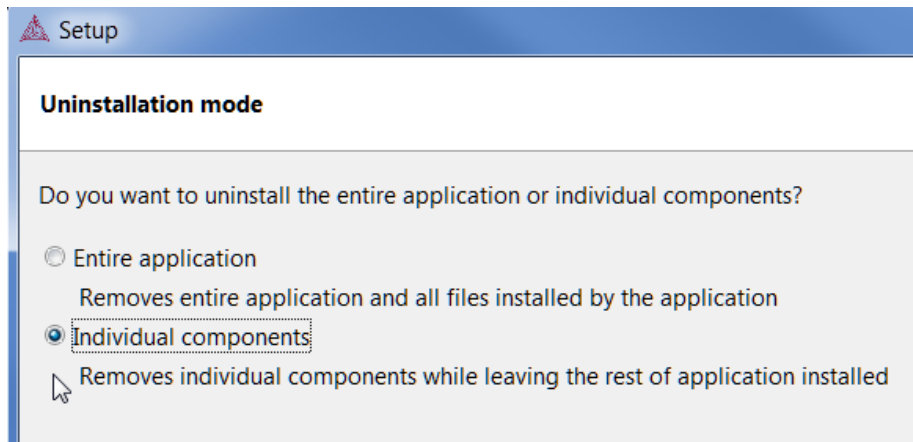 Setup
Uninstallation mode
Do you want to uninstall the entire application or individual components?
Entire application
Removes entire application and all files installed by the application
Individual components
Removes individual components while leaving the rest of application installed